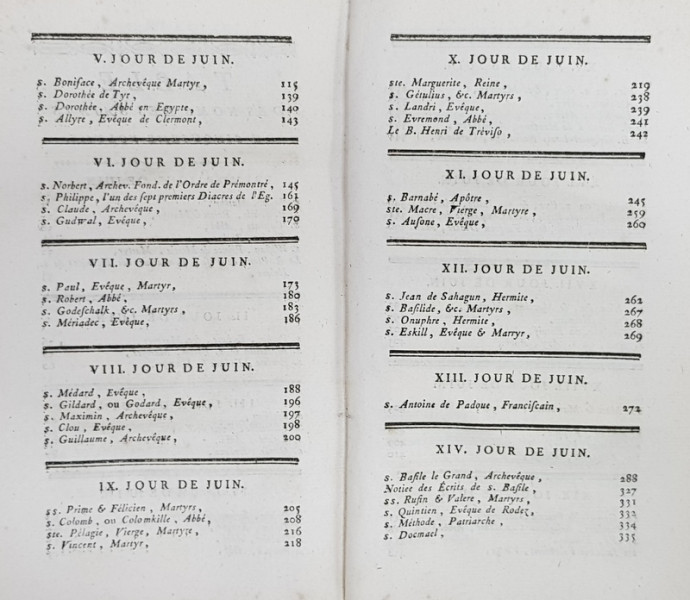 V. JOUR DE JUIN.
s. Boniface, Archevêque Martyr, 115
s. Dorothée de Tyr, 139
s. Dorothée, Abbé en Egypte, 140
s. Allyre, Evêque de Clermont, 143
VI. JOUR DE JUIN.
s. Norbert, Archev. Fond. de l'Ordre de Prémontré, 145
s. Philippe, l'un des ſept premiers Diacres de l'Eg. 161
s. Claude, Archevêque, 169
s. Gudwal, Evêque, 170
VII. JOUR DE JUIN.
s. Paul, Evêque, Martyr, 173
s. Robert, Abbé, 180
s. Godeſchalk, &c. Martyrs, 183
s. Mériadec, Evêque, 186
VIII. JOUR DE JUIN.
s. Médard, Evêque, 188
s. Gildard, ou Godard, Evêque, 196
s. Maximin, Archevêque, 197
s. Clou, Evêque, 198
s. Guillaume, Archevêque, 200
IX. JOUR DE JUIN.
ss. Prime & Félicien, Martyrs, 205
s. Colomb, ou Colomkille, Abbé, 208
ste. Pélagie, Vierge, Martyre, 216
s. Vincent, Martyr, 218
X. JOUR DE JUIN.
ste. Marguerite, Reine, 219
s. Gétulius, &c. Martyrs, 238
s. Landri, Evêque, 239
s. Evremond, Abbé, 241
Le B. Henri de Tréviso, 242
XI. JOUR DE JUIN.
s. Barnabé, Apôtre, 245
ste. Macre, Vierge, Martyre, 259
s. Auſone, Evêque, 260
XII. JOUR DE JUIN.
s. Jean de Sahagun, Hermite, 262
s. Baſilide, &c. Martyrs, 267
s. Onuphre, Hermite, 268
s. Eskill, Evêque & Martyr, 269
XIII. JOUR DE JUIN.
s. Antoine de Padoue, Franciſcain, 272
XIV. JOUR DE JUIN.
s. Baſile le Grand, Archevêque, 288
Notice des Écrits de s. Baſile, 327
ss. Rufin & Valere, Martyrs, 331
s. Quintien, Evêque de Rodez, 332
s. Méthode, Patriarche, 334
s. Docmael, 335